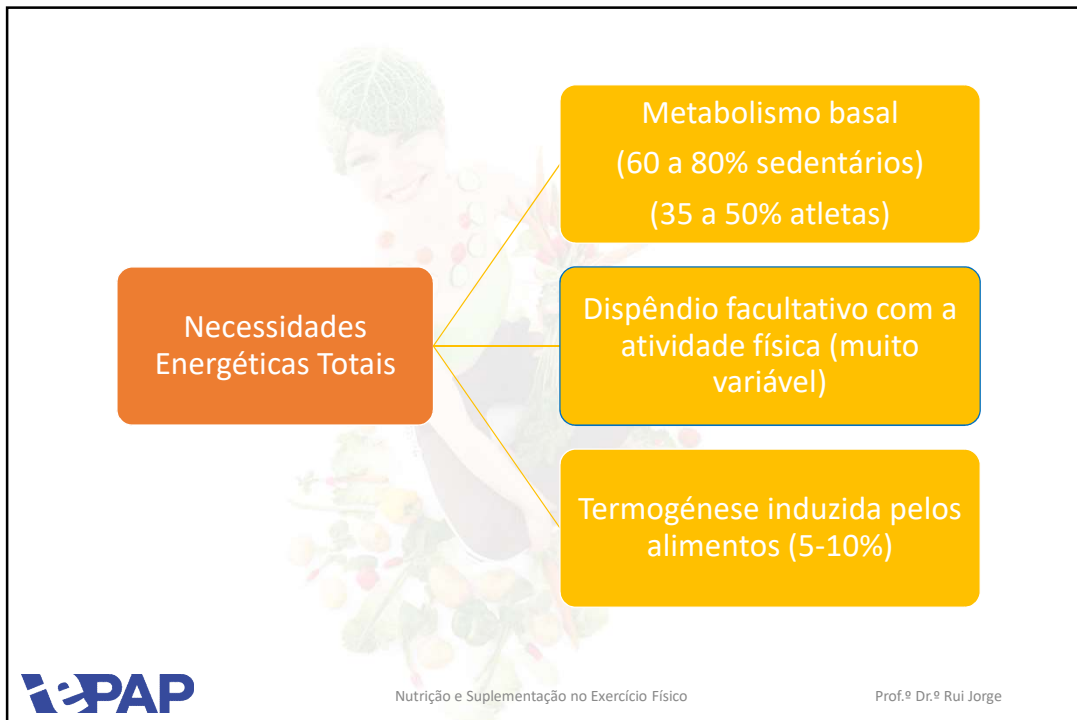 Metabolismo basal
(60 a 80% sedentários)
(35 a 50% atletas)
Necessidades
Energéticas Totais
Dispêndio facultativo com a
atividade física (muito
variável)
Termogénese induzida pelos
alimentos (5-10%)
iePAP
Nutrição e Suplementação no Exercício Físico
Prof.º Dr.º Rui Jorge